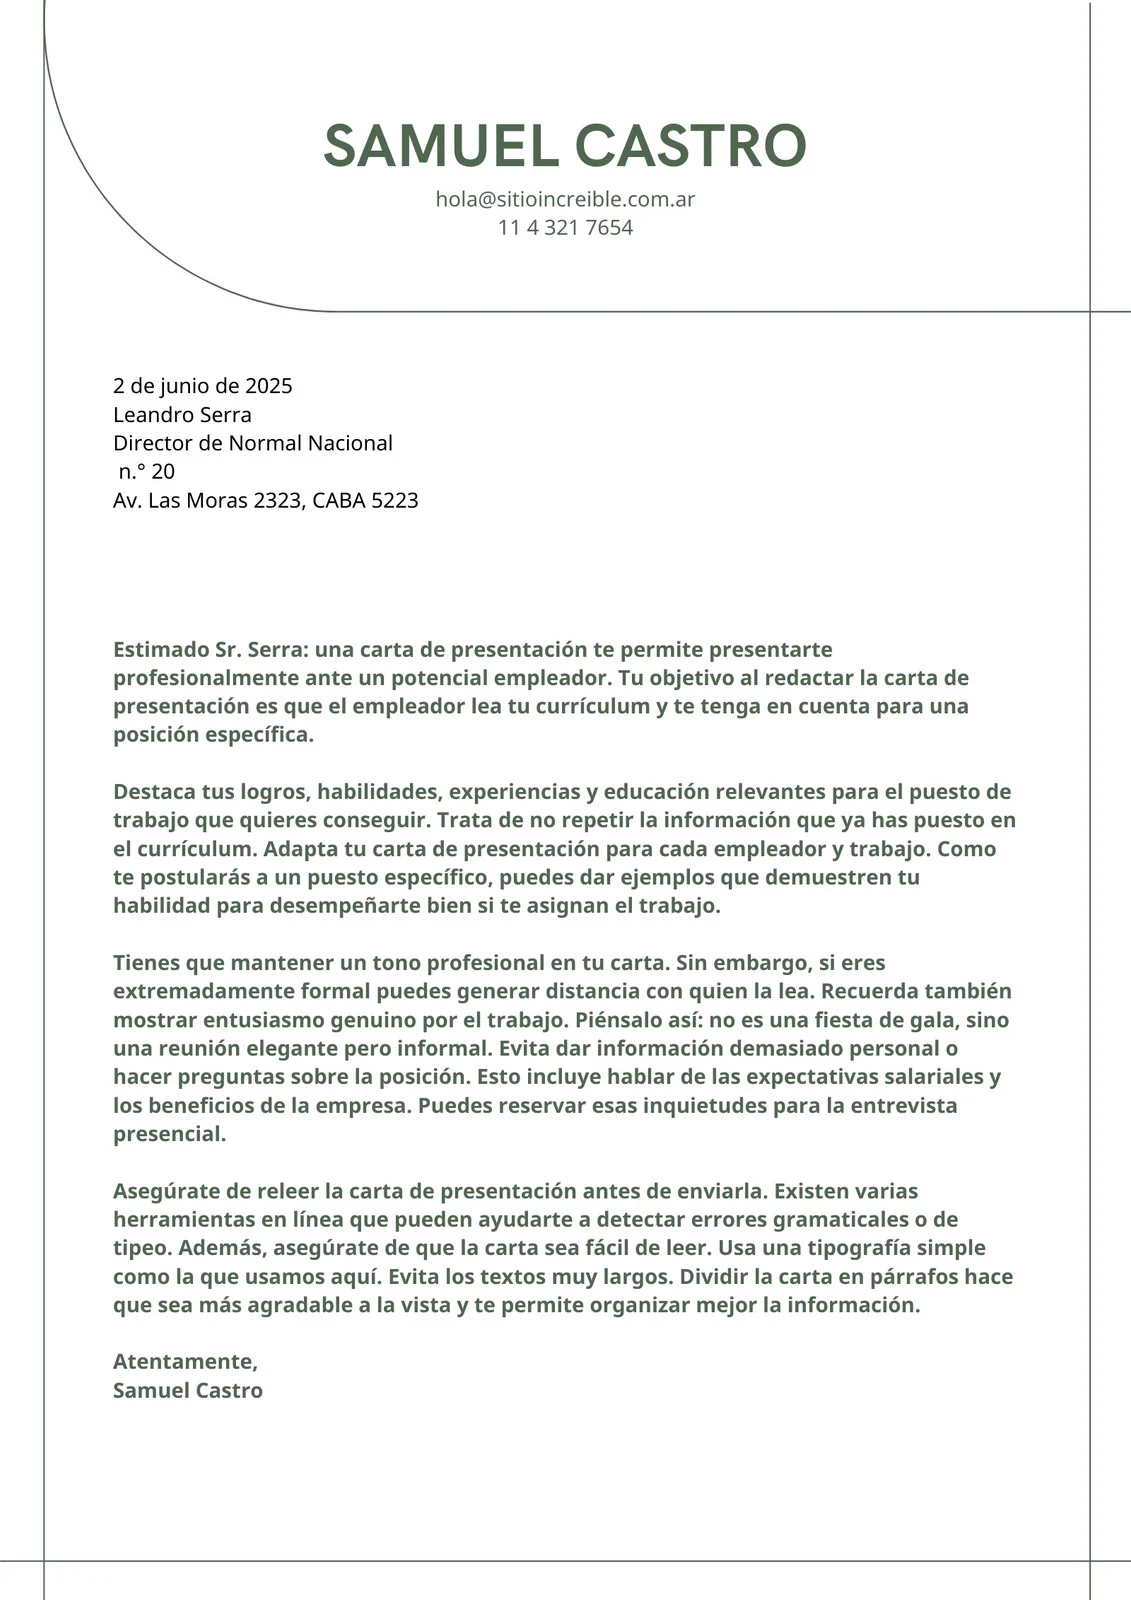 SAMUEL CASTRO
hola@sitioincreible.com.ar
11 4 321 7654
2 de junio de 2025
Leandro Serra
Director de Normal Nacional
n.° 20
Av. Las Moras 2323, CABA 5223
Estimado Sr. Serra: una carta de presentación te permite presentarte
profesionalmente ante un potencial empleador. Tu objetivo al redactar la carta de
presentación es que el empleador lea tu currículum y te tenga en cuenta para una
posición específica.
Destaca tus logros, habilidades, experiencias y educación relevantes para el puesto de
trabajo que quieres conseguir. Trata de no repetir la información que ya has puesto en
el currículum. Adapta tu carta de presentación para cada empleador y trabajo. Como
te postularás a un puesto específico, puedes dar ejemplos que demuestren tu
habilidad para desempeñarte bien si te asignan el trabajo.
Tienes que mantener un tono profesional en tu carta. Sin embargo, si eres
extremadamente formal puedes generar distancia con quien la lea. Recuerda también
mostrar entusiasmo genuino por el trabajo. Piénsalo así: no es una fiesta de gala, sino
una reunión elegante pero informal. Evita dar información demasiado personal o
hacer preguntas sobre la posición. Esto incluye hablar de las expectativas salariales y
los beneficios de la empresa. Puedes reservar esas inquietudes para la entrevista
presencial.
Asegúrate de releer la carta de presentación antes de enviarla. Existen varias
herramientas en línea que pueden ayudarte a detectar errores gramaticales o de
tipeo. Además, asegúrate de que la carta sea fácil de leer. Usa una tipografía simple
como la que usamos aquí. Evita los textos muy largos. Dividir la carta en párrafos hace
que sea más agradable a la vista y te permite organizar mejor la información.
Atentamente,
Samuel Castro